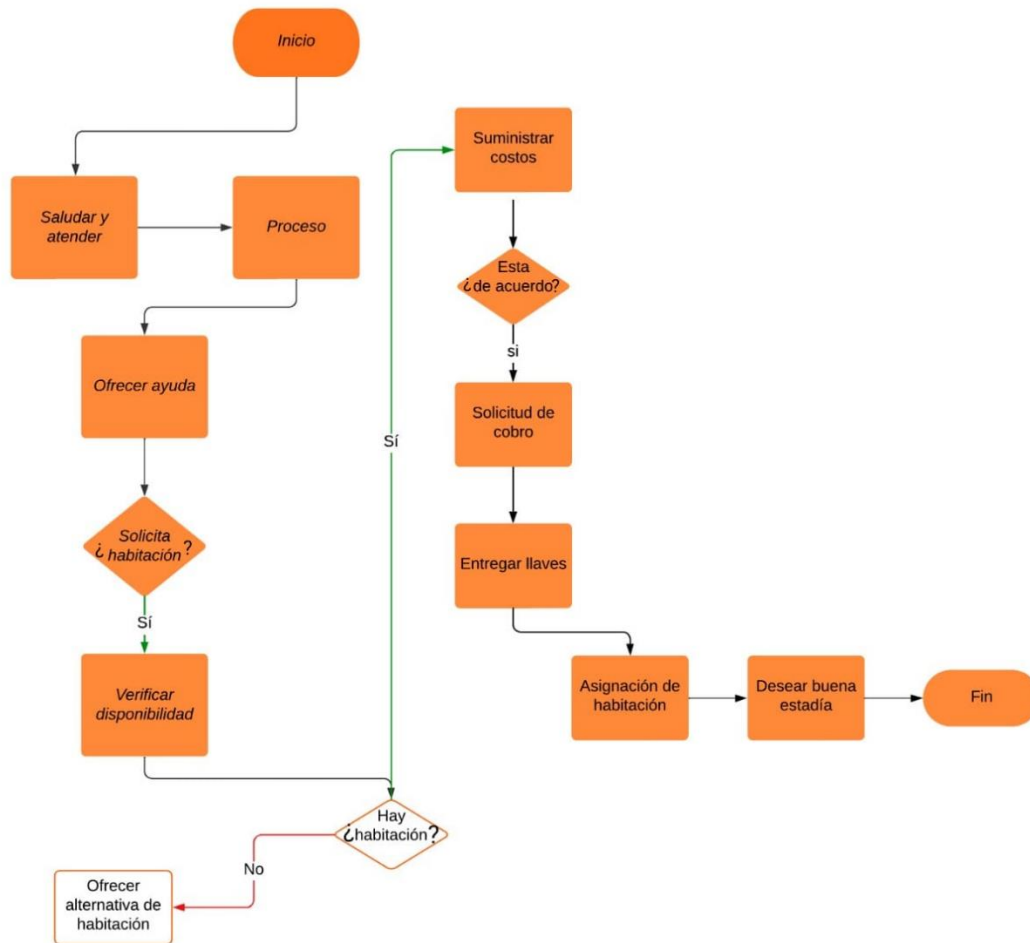 Inicio
Saludar y
atender
Proceso
Ofrecer ayuda
Solicita
¿habitación?
Sí
Verificar
disponibilidad
Hay
¿habitación?
No
Ofrecer
alternativa de
habitación
Sí
Suministrar
costos
Esta
¿de acuerdo?
si
Solicitud de
cobro
Entregar llaves
Asignación de
habitación
Desear buena
estadía
Fin